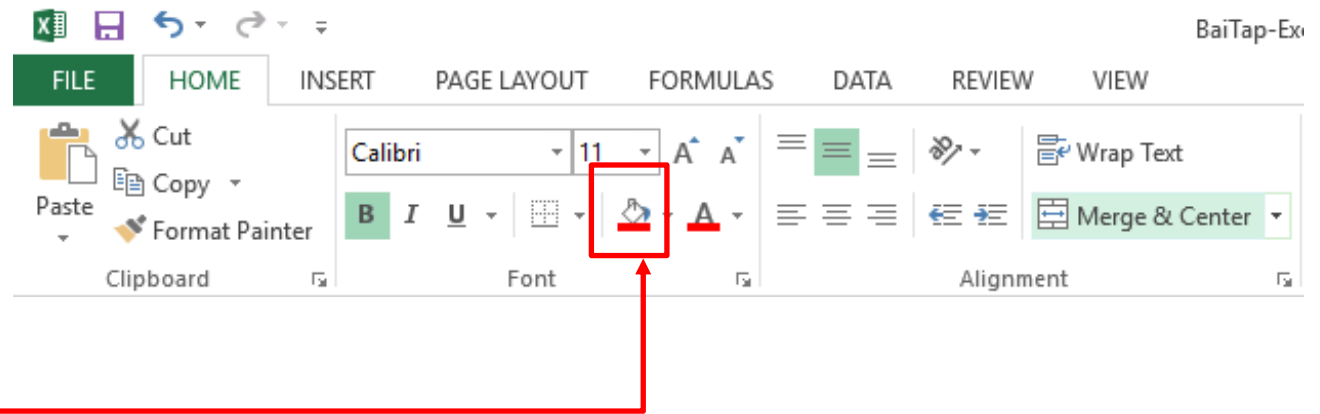 BaiTap-Exc
FILE HOME INSERT PAGE LAYOUT FORMULAS DATA REVIEW VIEW
Cut
Calibri 11 A A Wrap Text
Copy
Paste
Format Painter
B I U A Merge & Center
Clipboard Font Alignment